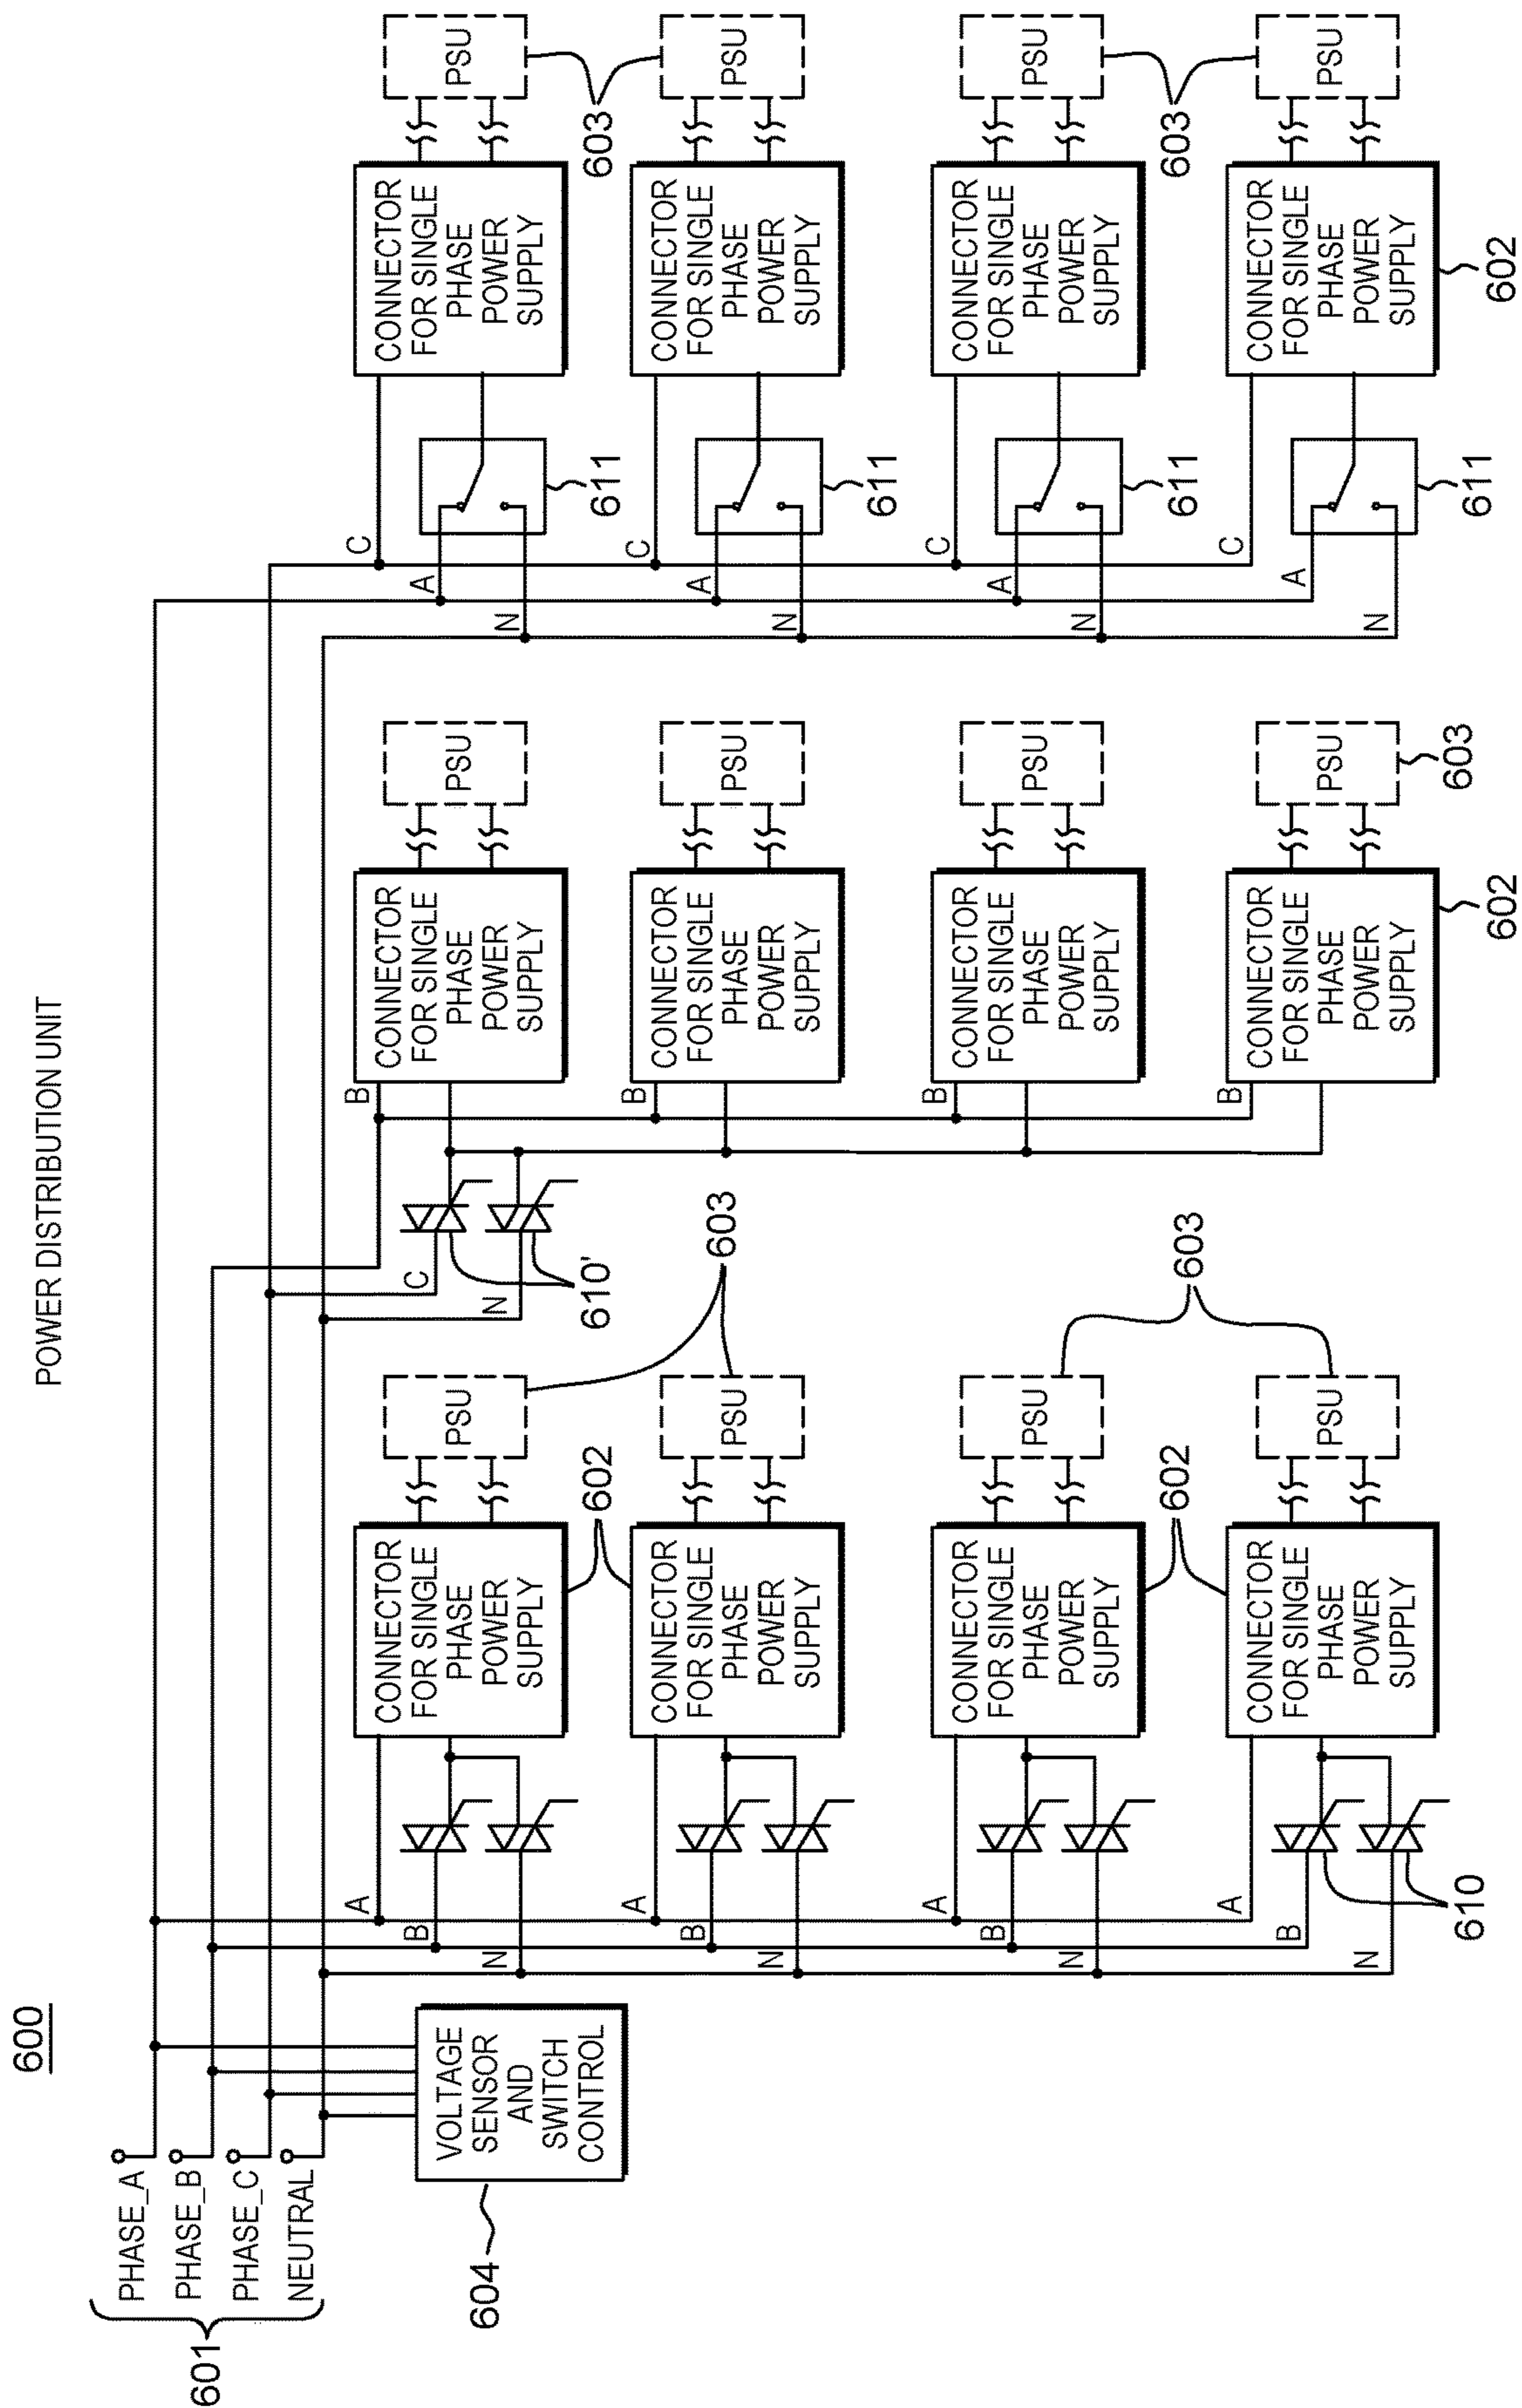 POWER DISTRIBUTION UNIT
600
601
PHASE_A
PHASE_B
PHASE_C
NEUTRAL
604
VOLTAGE
SENSOR
AND
SWITCH
CONTROL
A
B
N
CONNECTOR
FOR SINGLE
PHASE
POWER
SUPPLY
PSU
A
B
N
CONNECTOR
FOR SINGLE
PHASE
POWER
SUPPLY
PSU
A
B
N
CONNECTOR
FOR SINGLE
PHASE
POWER
SUPPLY
PSU
A
B
N
CONNECTOR
FOR SINGLE
PHASE
POWER
SUPPLY
PSU
602
603
602
603
610
C
N
610'
B
CONNECTOR
FOR SINGLE
PHASE
POWER
SUPPLY
PSU
B
CONNECTOR
FOR SINGLE
PHASE
POWER
SUPPLY
PSU
B
CONNECTOR
FOR SINGLE
PHASE
POWER
SUPPLY
PSU
B
CONNECTOR
FOR SINGLE
PHASE
POWER
SUPPLY
PSU
602
603
C
A
N
611
CONNECTOR
FOR SINGLE
PHASE
POWER
SUPPLY
PSU
603
C
A
N
611
CONNECTOR
FOR SINGLE
PHASE
POWER
SUPPLY
PSU
C
A
N
611
CONNECTOR
FOR SINGLE
PHASE
POWER
SUPPLY
PSU
603
C
A
N
611
CONNECTOR
FOR SINGLE
PHASE
POWER
SUPPLY
PSU
602